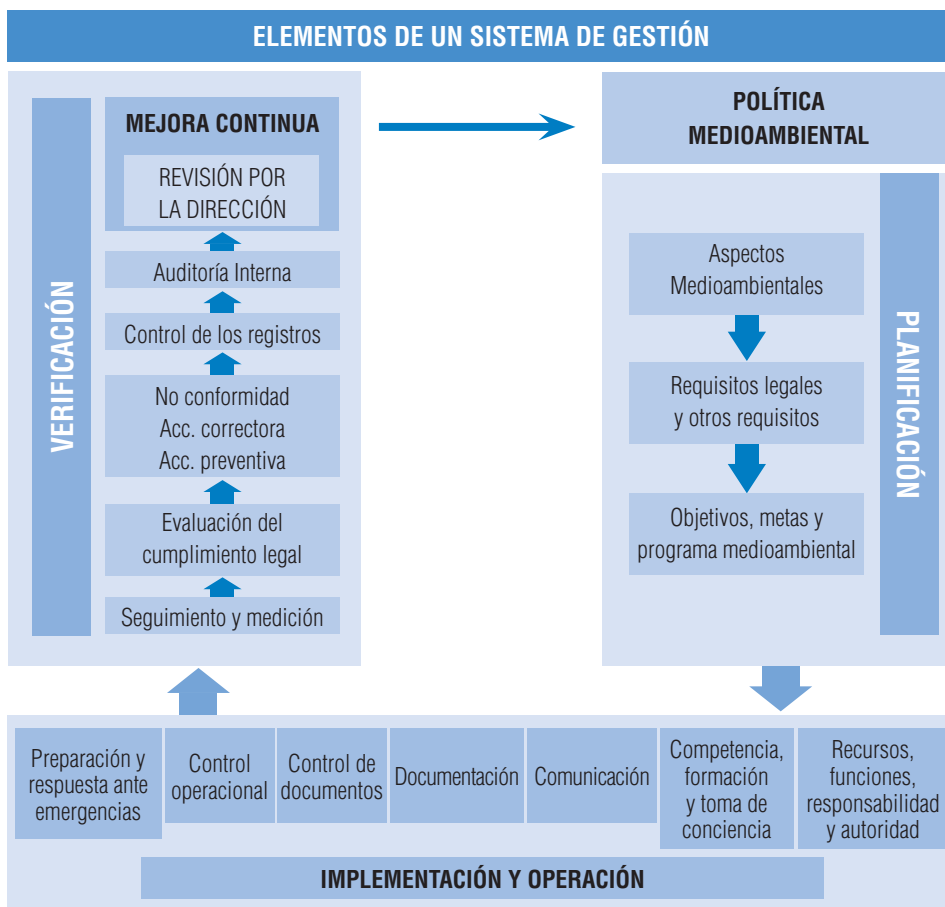 ELEMENTOS DE UN SISTEMA DE GESTIÓN
VERIFICACIÓN
MEJORA CONTINUA
REVISIÓN POR
LA DIRECCIÓN
Auditoría Interna
Control de los registros
No conformidad
Acc. correctora
Acc. preventiva
Evaluación del
cumplimiento legal
Seguimiento y medición
POLÍTICA
MEDIOAMBIENTAL
Aspectos
Medioambientales
Requisitos legales
y otros requisitos
Objetivos, metas y
programa medioambiental
PLANIFICACIÓN
Preparación y
respuesta ante
emergencias
Control
operacional
Control de
documentos
Documentación
Comunicación
Competencia,
formación
y toma de
conciencia
Recursos,
funciones,
responsabilidad
y autoridad
IMPLEMENTACIÓN Y OPERACIÓN